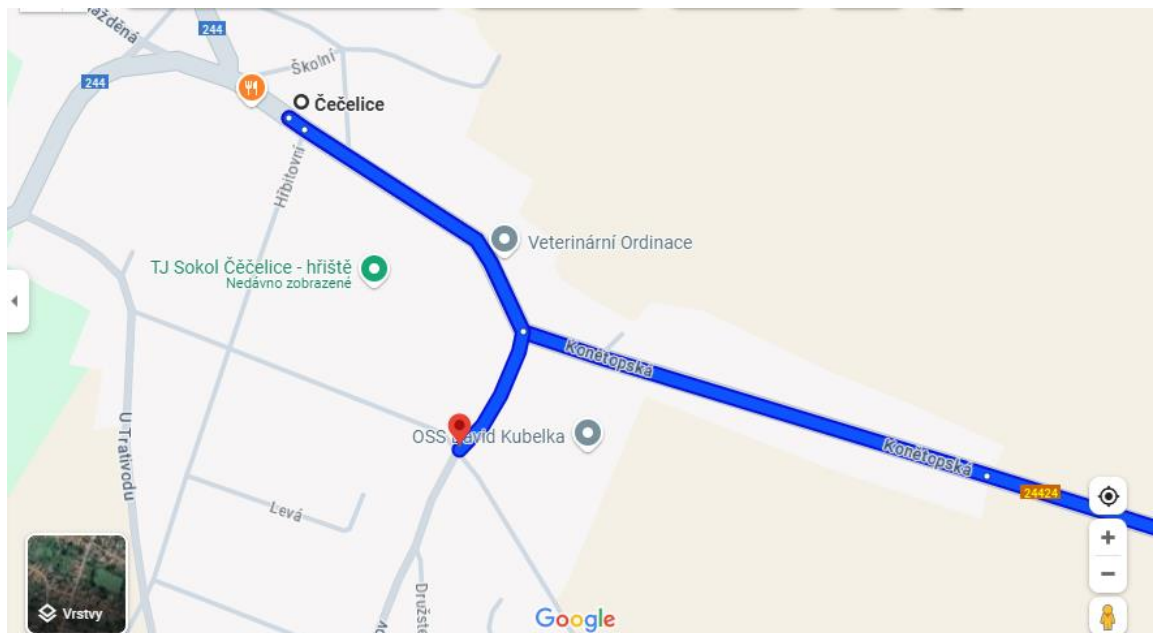 244
Školní
244
Čečelice
Hřbitovní
Veterinární Ordinace
TJ Sokol Čěčelice - hřiště
Nedávno zobrazené
Konětopská
U Trativodu
OSS David Kubelka
Konětopská
24424
Levá
Vrstvy
Google